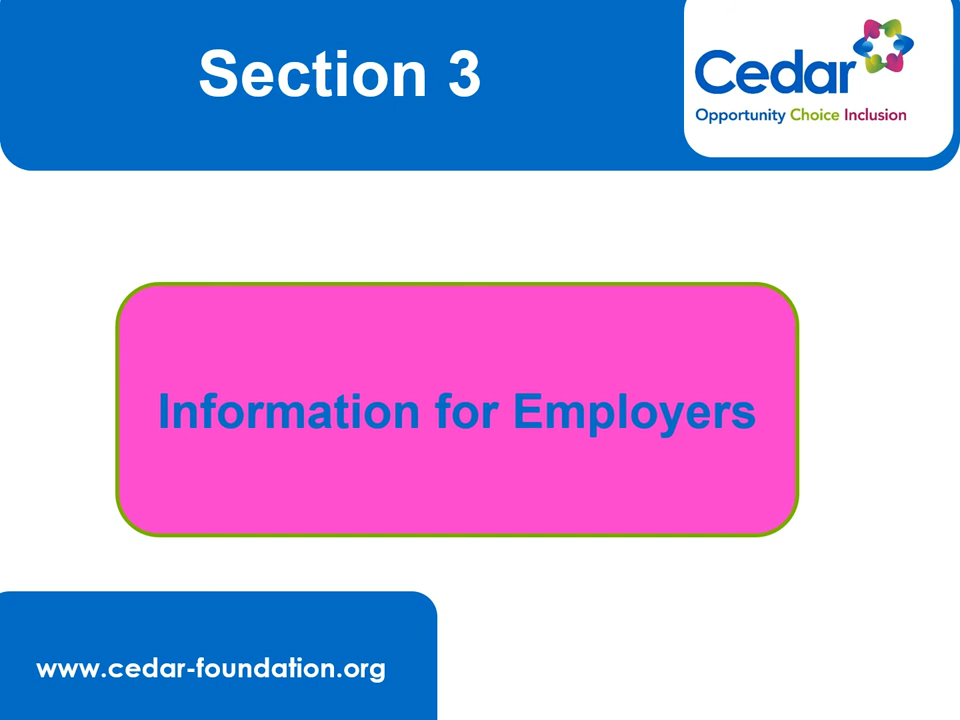 Section 3
Cedar
Opportunity Choice Inclusion
Information for Employers
www.cedar-foundation.org